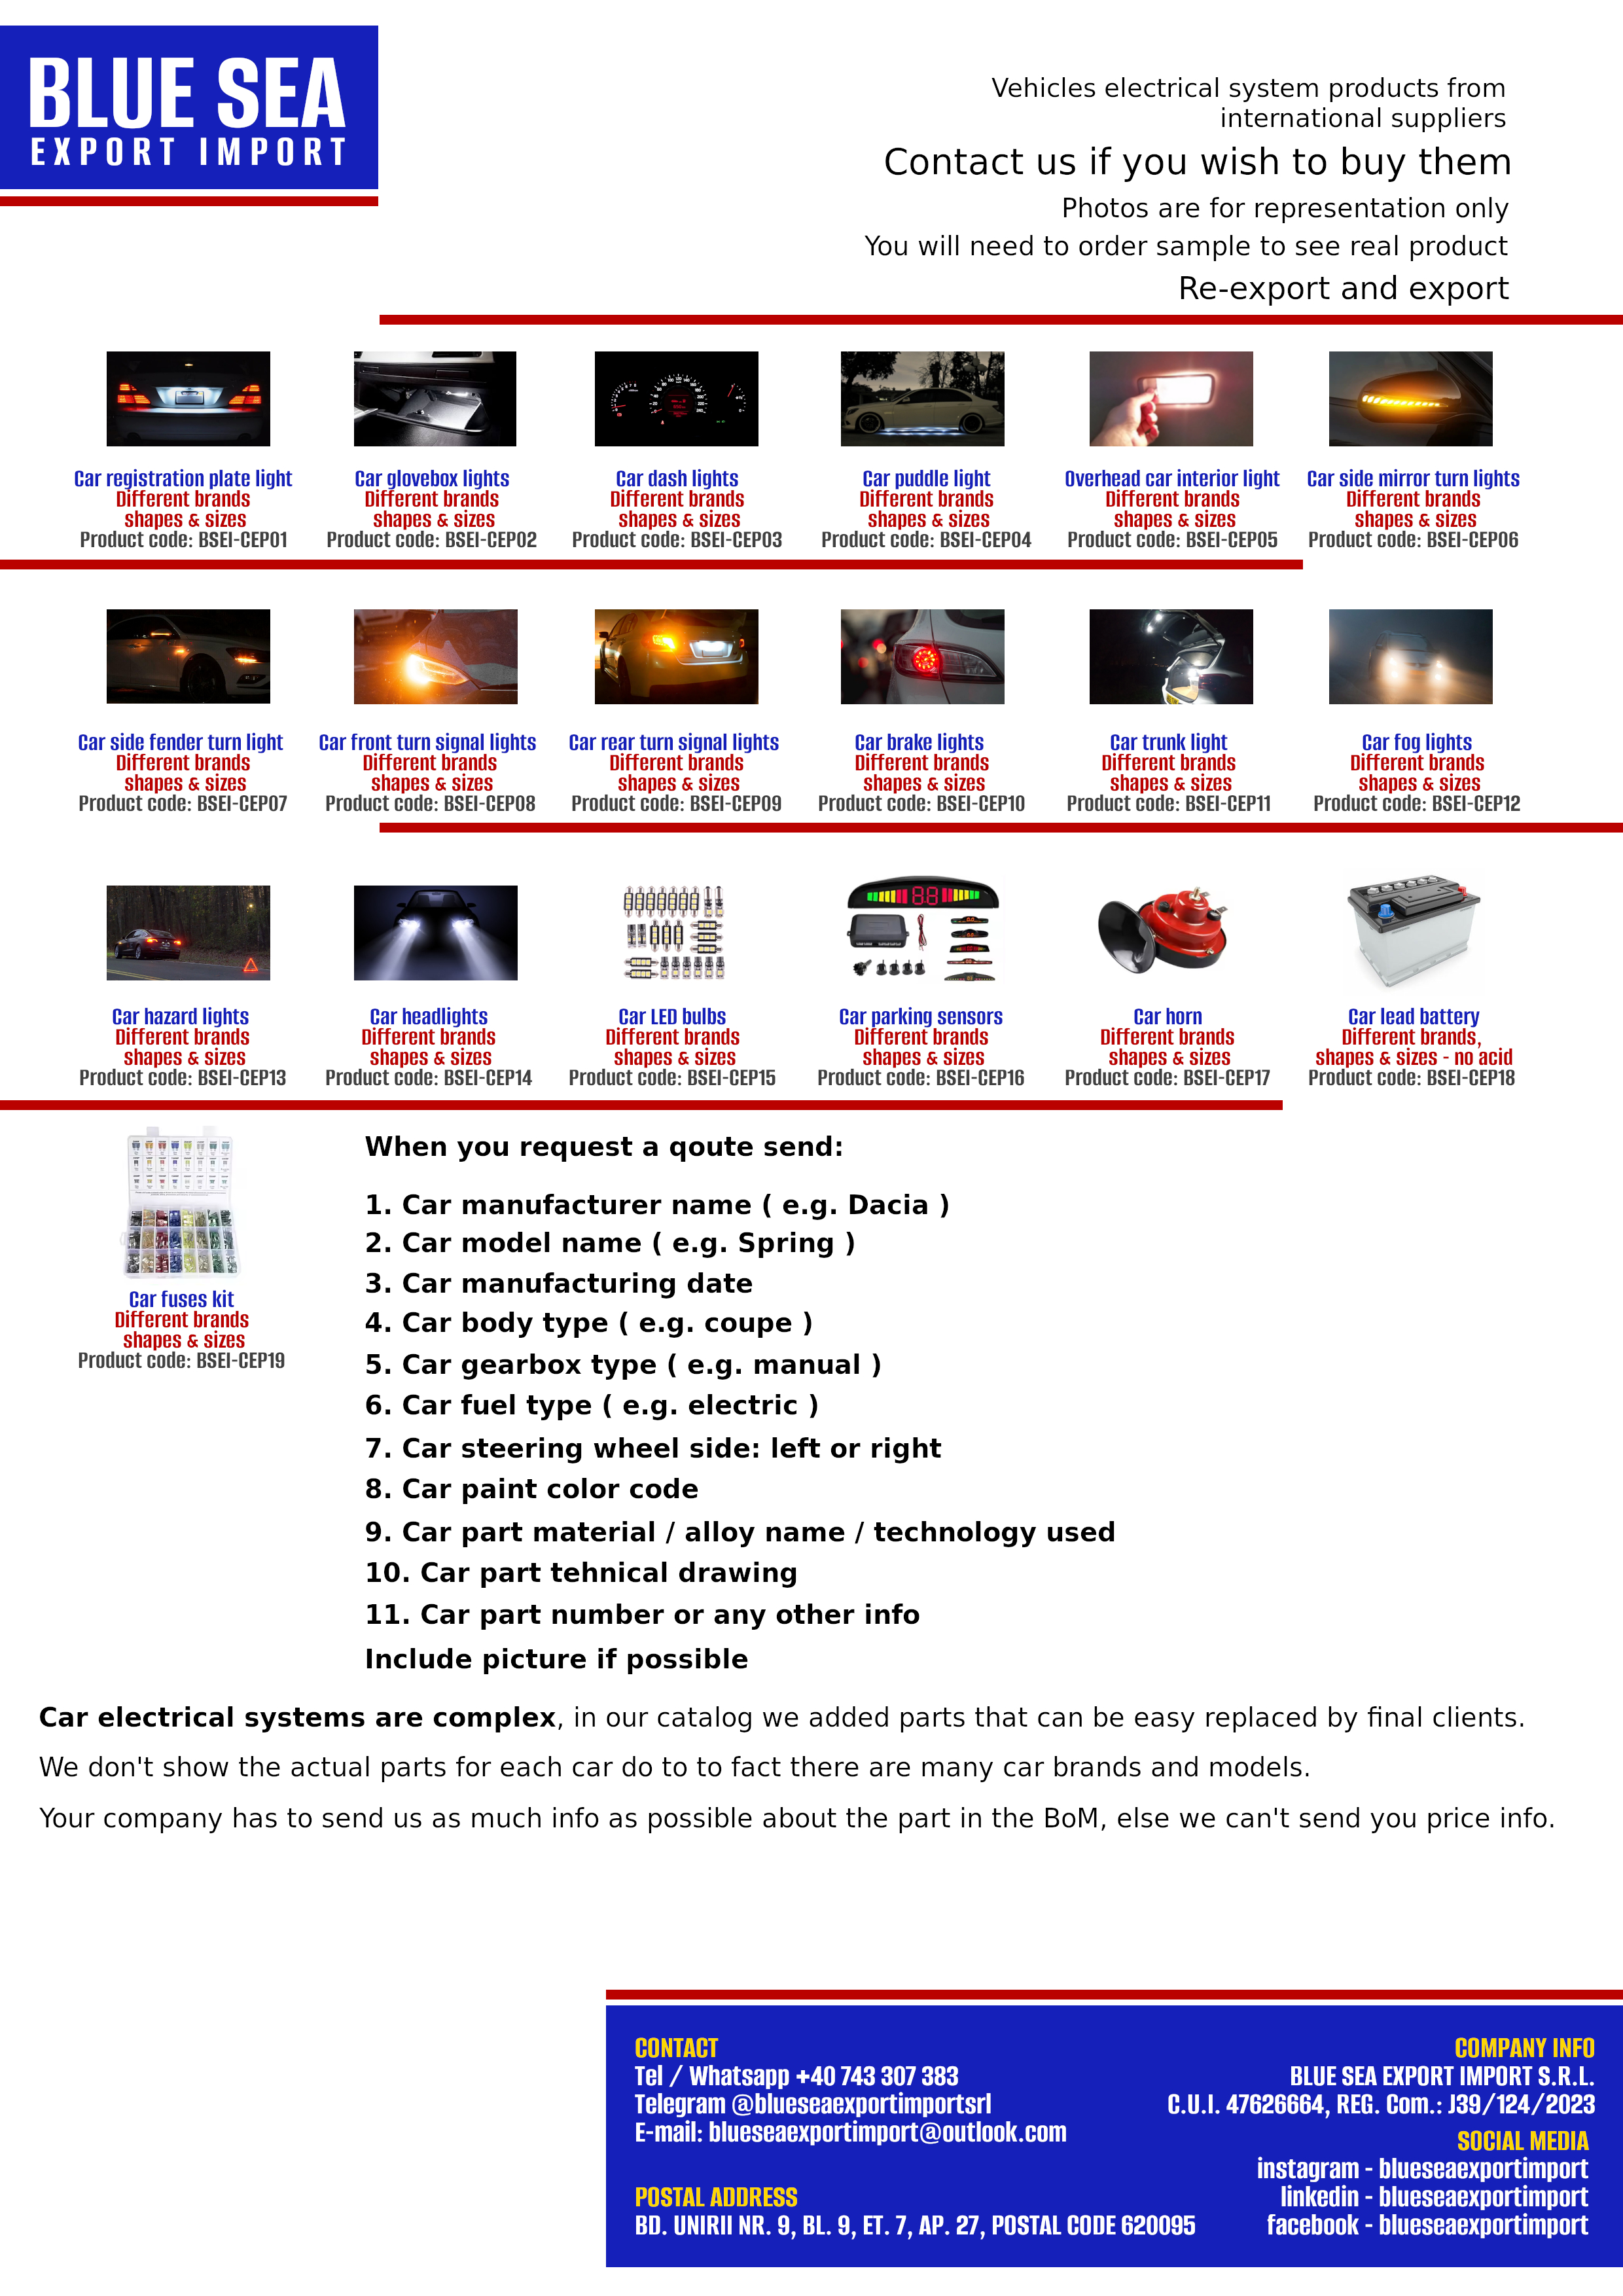 BLUE SEA
EXPORT IMPORT
Vehicles electrical system products from
international suppliers
Contact us if you wish to buy them
Photos are for representation only
You will need to order sample to see real product
Re-export and export
Car registration plate light
Different brands
shapes & sizes
Product code: BSEI-CEP01
Car glovebox lights
Different brands
shapes & sizes
Product code: BSEI-CEP02
Car dash lights
Different brands
shapes & sizes
Product code: BSEI-CEP03
Car puddle light
Different brands
shapes & sizes
Product code: BSEI-CEP04
Overhead car interior light
Different brands
shapes & sizes
Product code: BSEI-CEP05
Car side mirror turn lights
Different brands
shapes & sizes
Product code: BSEI-CEP06
Car side fender turn light
Different brands
shapes & sizes
Product code: BSEI-CEP07
Car front turn signal lights
Different brands
shapes & sizes
Product code: BSEI-CEP08
Car rear turn signal lights
Different brands
shapes & sizes
Product code: BSEI-CEP09
Car brake lights
Different brands
shapes & sizes
Product code: BSEI-CEP10
Car trunk light
Different brands
shapes & sizes
Product code: BSEI-CEP11
Car fog lights
Different brands
shapes & sizes
Product code: BSEI-CEP12
Car hazard lights
Different brands
shapes & sizes
Product code: BSEI-CEP13
Car headlights
Different brands
shapes & sizes
Product code: BSEI-CEP14
Car LED bulbs
Different brands
shapes & sizes
Product code: BSEI-CEP15
Car parking sensors
Different brands
shapes & sizes
Product code: BSEI-CEP16
Car horn
Different brands
shapes & sizes
Product code: BSEI-CEP17
Car lead battery
Different brands,
shapes & sizes - no acid
Product code: BSEI-CEP18
Car fuses kit
Different brands
shapes & sizes
Product code: BSEI-CEP19
When you request a qoute send:
1. Car manufacturer name ( e.g. Dacia )
2. Car model name ( e.g. Spring )
3. Car manufacturing date
4. Car body type ( e.g. coupe )
5. Car gearbox type ( e.g. manual )
6. Car fuel type ( e.g. electric )
7. Car steering wheel side: left or right
8. Car paint color code
9. Car part material / alloy name / technology used
10. Car part tehnical drawing
11. Car part number or any other info
Include picture if possible
Car electrical systems are complex, in our catalog we added parts that can be easy replaced by final clients.
We don't show the actual parts for each car do to to fact there are many car brands and models.
Your company has to send us as much info as possible about the part in the BoM, else we can't send you price info.
CONTACT
Tel / Whatsapp +40 743 307 383
Telegram @blueseaexportimportsrl
E-mail: blueseaexportimport@outlook.com
POSTAL ADDRESS
BD. UNIRII NR. 9, BL. 9, ET. 7, AP. 27, POSTAL CODE 620095
COMPANY INFO
BLUE SEA EXPORT IMPORT S.R.L.
C.U.I. 47626664, REG. Com.: J39/124/2023
SOCIAL MEDIA
instagram - blueseaexportimport
linkedin - blueseaexportimport
facebook - blueseaexportimport